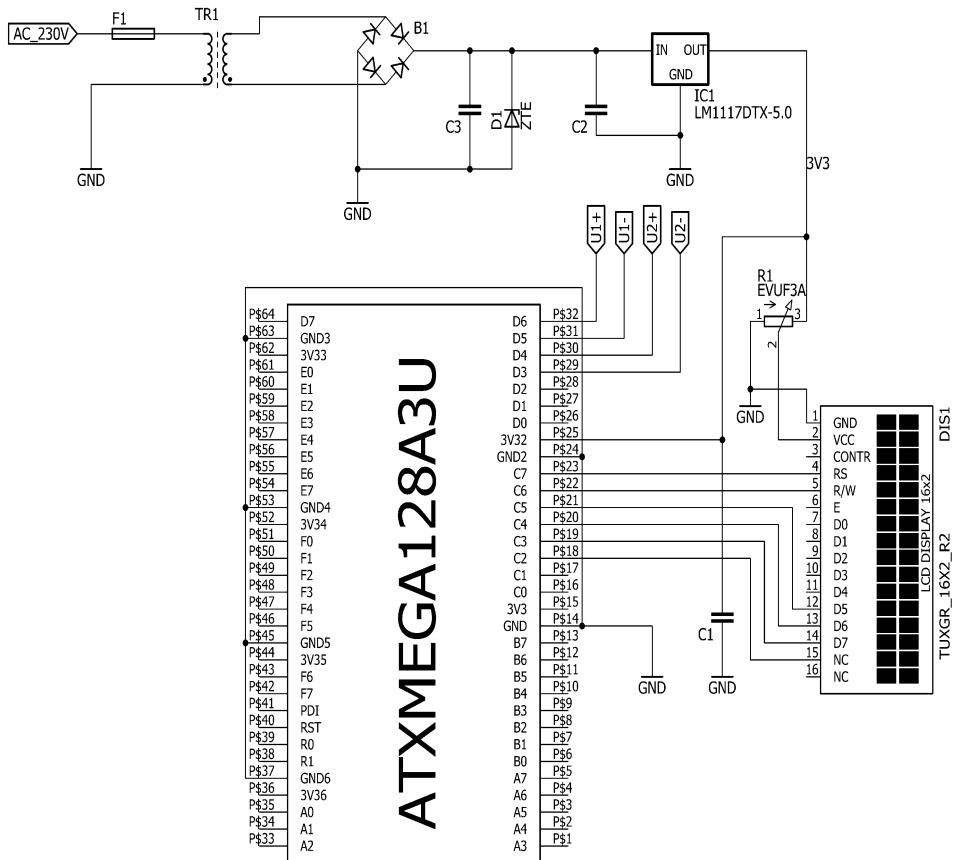 AC_230V
F1
TR1
B1
C3
D1
ZTE
C2
IN OUT
GND
IC1
LM1117DTX-5.0
GND
GND
GND
3V3
U1+
U1-
U2+
U2-
R1
EVUF3A
1
3
2
GND
ATXMEGA128A3U
P$64 D7
P$63 GND3
P$62 3V33
P$61 E0
P$60 E1
P$59 E2
P$58 E3
P$57 E4
P$56 E5
P$55 E6
P$54 E7
P$53 GND4
P$52 3V34
P$51 F0
P$50 F1
P$49 F2
P$48 F3
P$47 F4
P$46 F5
P$45 GND5
P$44 3V35
P$43 F6
P$42 F7
P$41 PDI
P$40 RST
P$39 R0
P$38 R1
P$37 GND6
P$36 3V36
P$35 A0
P$34 A1
P$33 A2
D6 P$32
D5 P$31
D4 P$30
D3 P$29
D2 P$28
D1 P$27
D0 P$26
3V32 P$25
GND2 P$24
C7 P$23
C6 P$22
C5 P$21
C4 P$20
C3 P$19
C2 P$18
C1 P$17
C0 P$16
3V3 P$15
GND P$14
B7 P$13
B6 P$12
B5 P$11
B4 P$10
B3 P$9
B2 P$8
B1 P$7
B0 P$6
A7 P$5
A6 P$4
A5 P$3
A4 P$2
A3 P$1
C1
GND
GND
1 GND
2 VCC
3 CONTR
4 RS
5 R/W
6 E
7 D0
8 D1
9 D2
10 D3
11 D4
12 D5
13 D6
14 D7
15 NC
16 NC
LCD DISPLAY 16x2
DIS1
TUXGR_16X2_R2